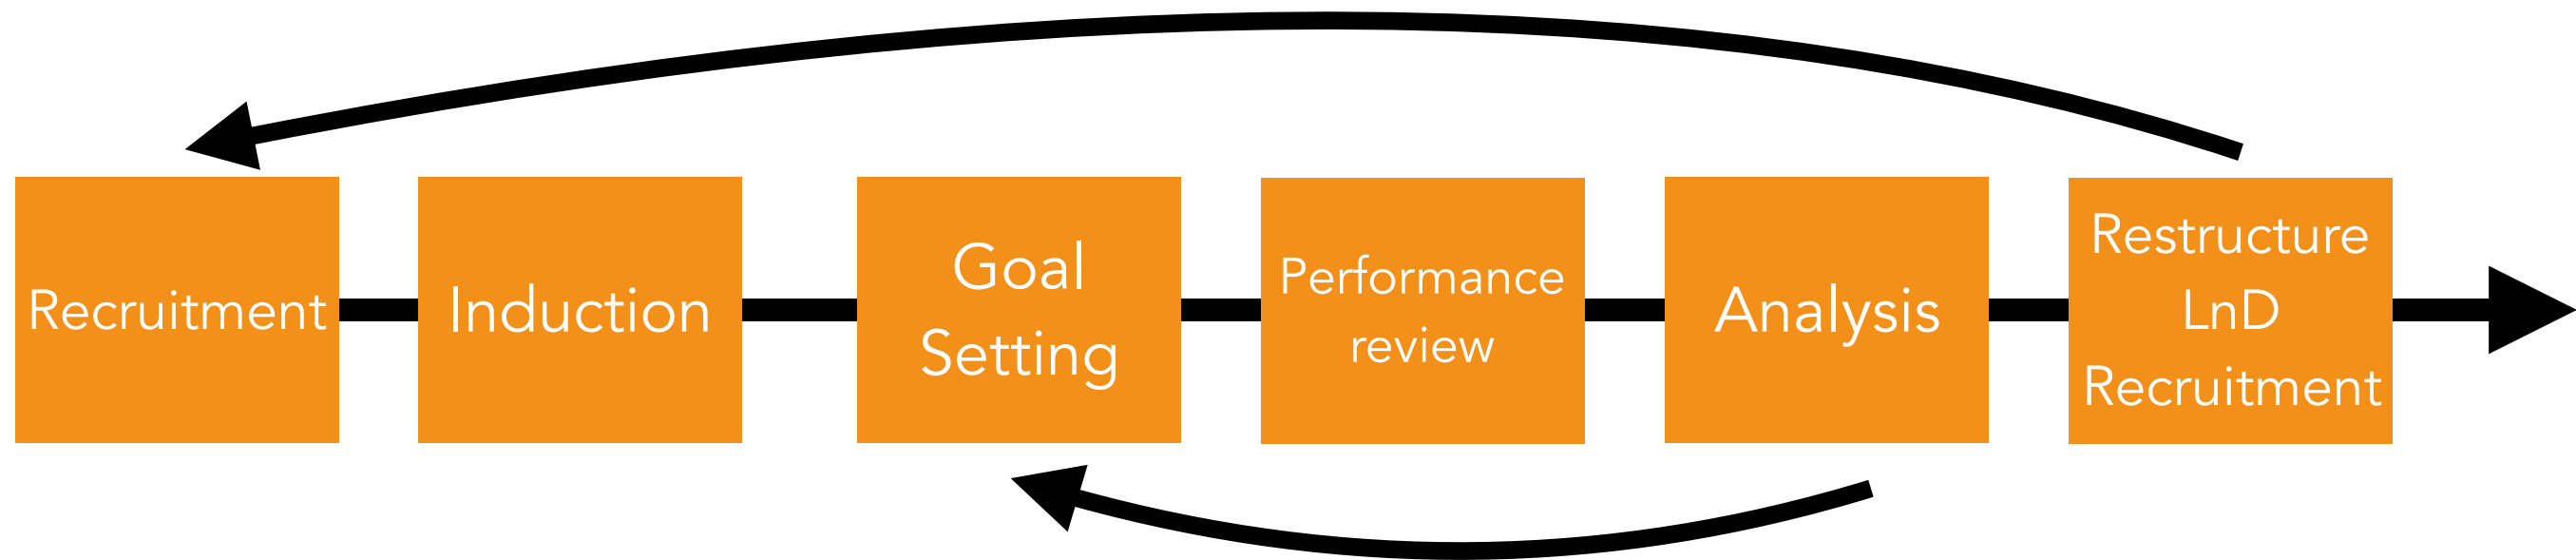 Recruitment
Induction
Goal
Setting
Performance
review
Analysis
Restructure
LnD
Recruitment